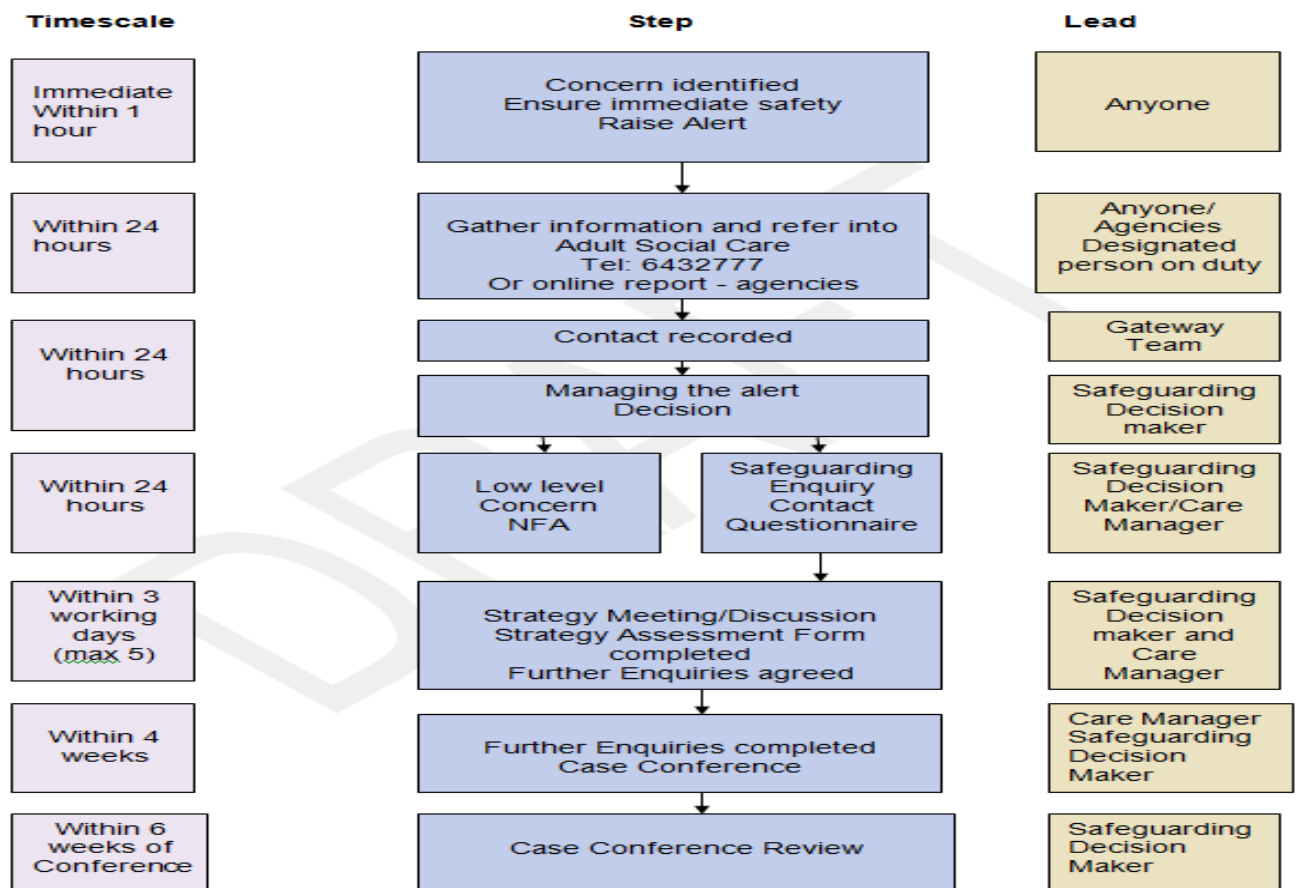 Timescale
Step
Lead
Immediate
Within 1
hour
Concern identified
Ensure immediate safety
Raise Alert
Anyone
Within 24
hours
Gather information and refer into
Adult Social Care
Tel: 6432777
Or online report - agencies
Anyone/
Agencies
Designated
person on duty
Within 24
hours
Contact recorded
Gateway
Team
Managing the alert
Decision
Safeguarding
Decision
maker
Within 24
hours
Low level
Concern
NFA
Safeguarding
Enquiry
Contact
Questionnaire
Safeguarding
Decision
Maker/Care
Manager
Within 3
working
days
(max 5)
Strategy Meeting/Discussion
Strategy Assessment Form
completed
Further Enquiries agreed
Safeguarding
Decision
maker and
Care
Manager
Within 4
weeks
Further Enquiries completed
Case Conference
Care Manager
Safeguarding
Decision
Maker
Within 6
weeks of
Conference
Case Conference Review
Safeguarding
Decision
Maker
DRAFT